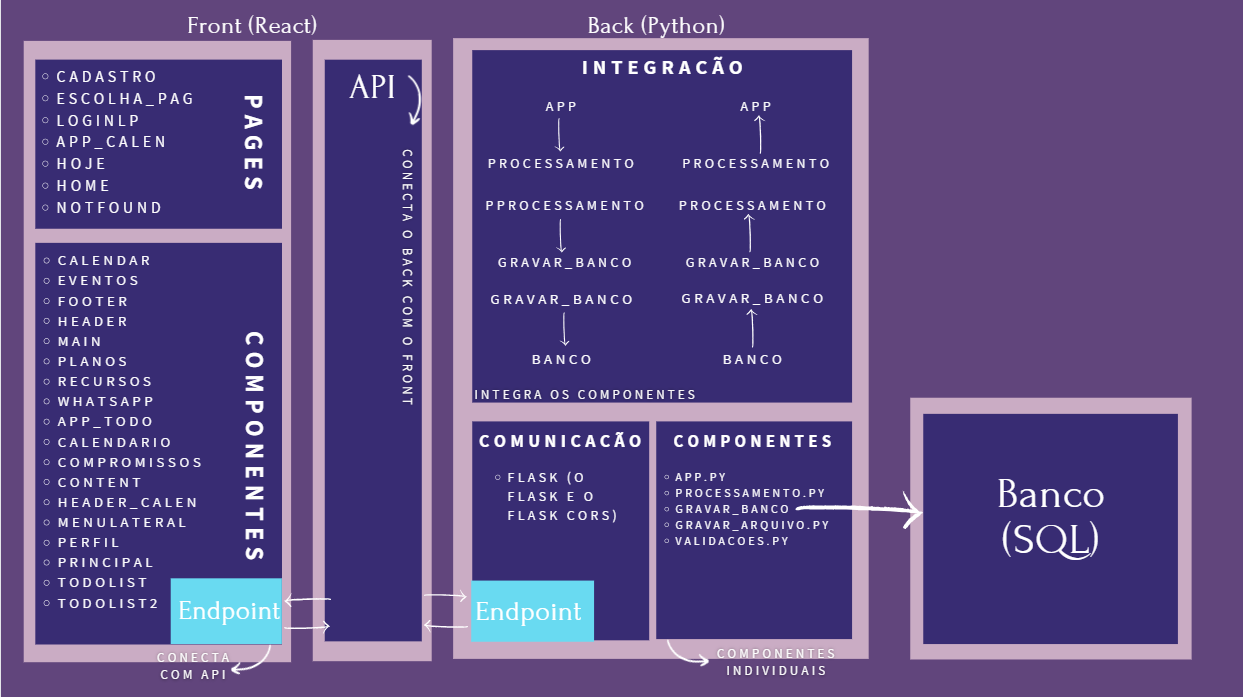 Front (React)
CADASTRO
ESCOLHA_PAG
LOGINLP
APP_CALEN
HOJE
HOME
NOTFOUND
PAGES
CALENDAR
EVENTOS
FOOTER
HEADER
MAIN
PLANOS
RECURSOS
WHATSAPP
APP_TODO
CALENDARIO
COMPROMISSOS
CONTENT
HEADER_CALEN
MENULATERAL
PERFIL
PRINCIPAL
TODOLIST
TODOLIST2
COMPONENTES
Endpoint
CONECTA
COM API
API
CONECTA O BACK COM O FRONT
Back (Python)
INTEGRAÇÃO
APP
PROCESSAMENTO
PPROCESSAMENTO
GRAVAR_BANCO
GRAVAR_BANCO
BANCO
APP
PROCESSAMENTO
PROCESSAMENTO
GRAVAR_BANCO
GRAVAR_BANCO
BANCO
INTEGRA OS COMPONENTES
COMUNICACÃO
FLASK (O
FLASK E O
FLASK CORS)
Endpoint
COMPONENTES
APP.PY
PROCESSAMENTO.PY
GRAVAR_BANCO
GRAVAR_ARQUIVO.PY
VALIDACOES.PY
COMPONENTES
INDIVIDUAIS
Banco
(SQL)